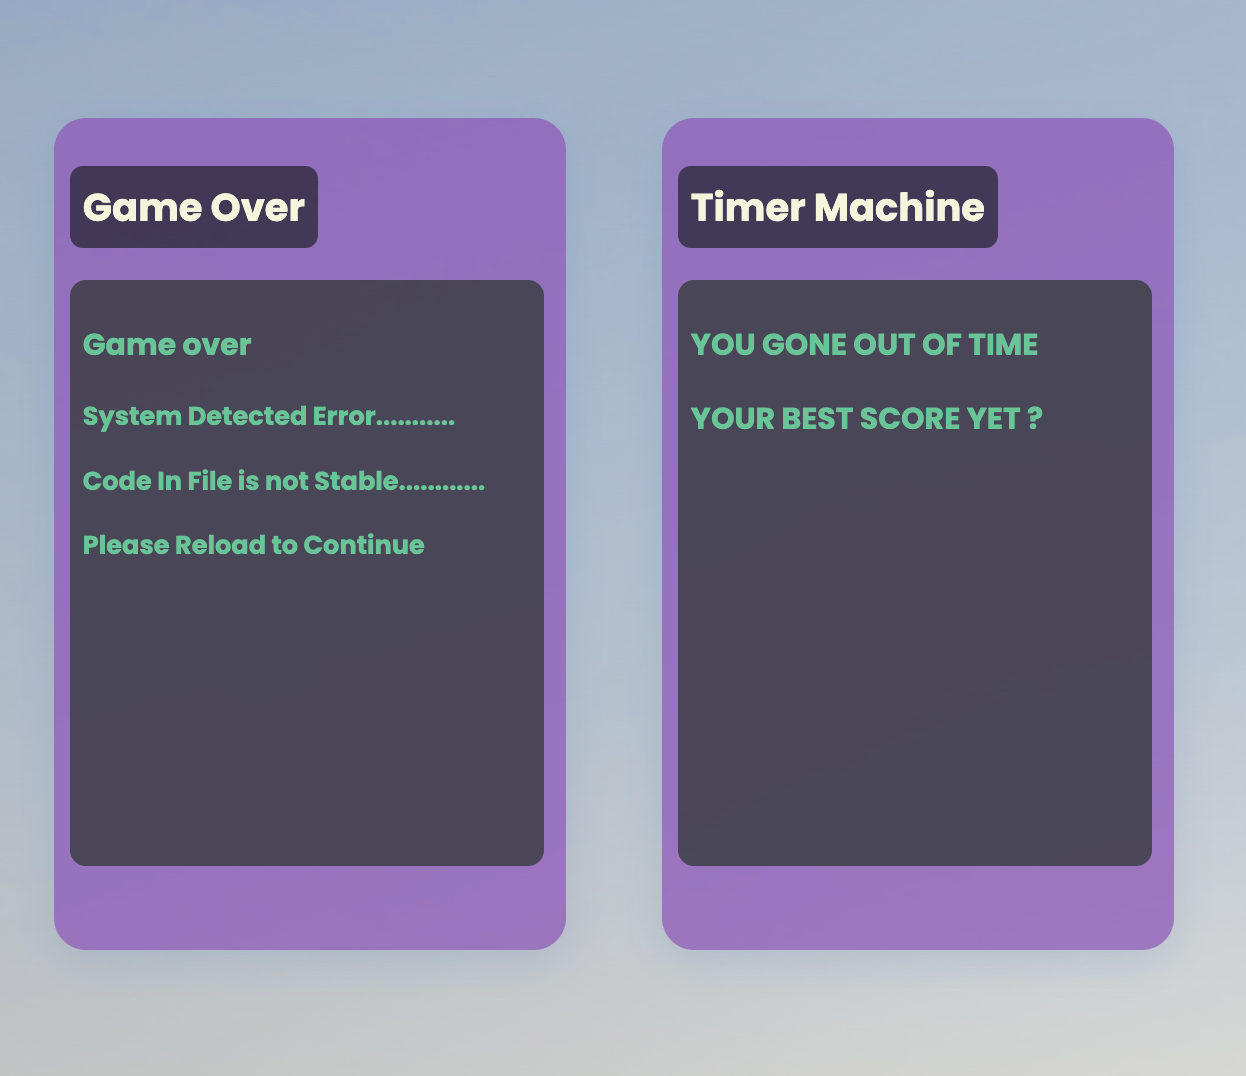 Game Over
Game over
System Detected Error...........
Code In File is not Stable............
Please Reload to Continue
Timer Machine
YOU GONE OUT OF TIME
YOUR BEST SCORE YET ?